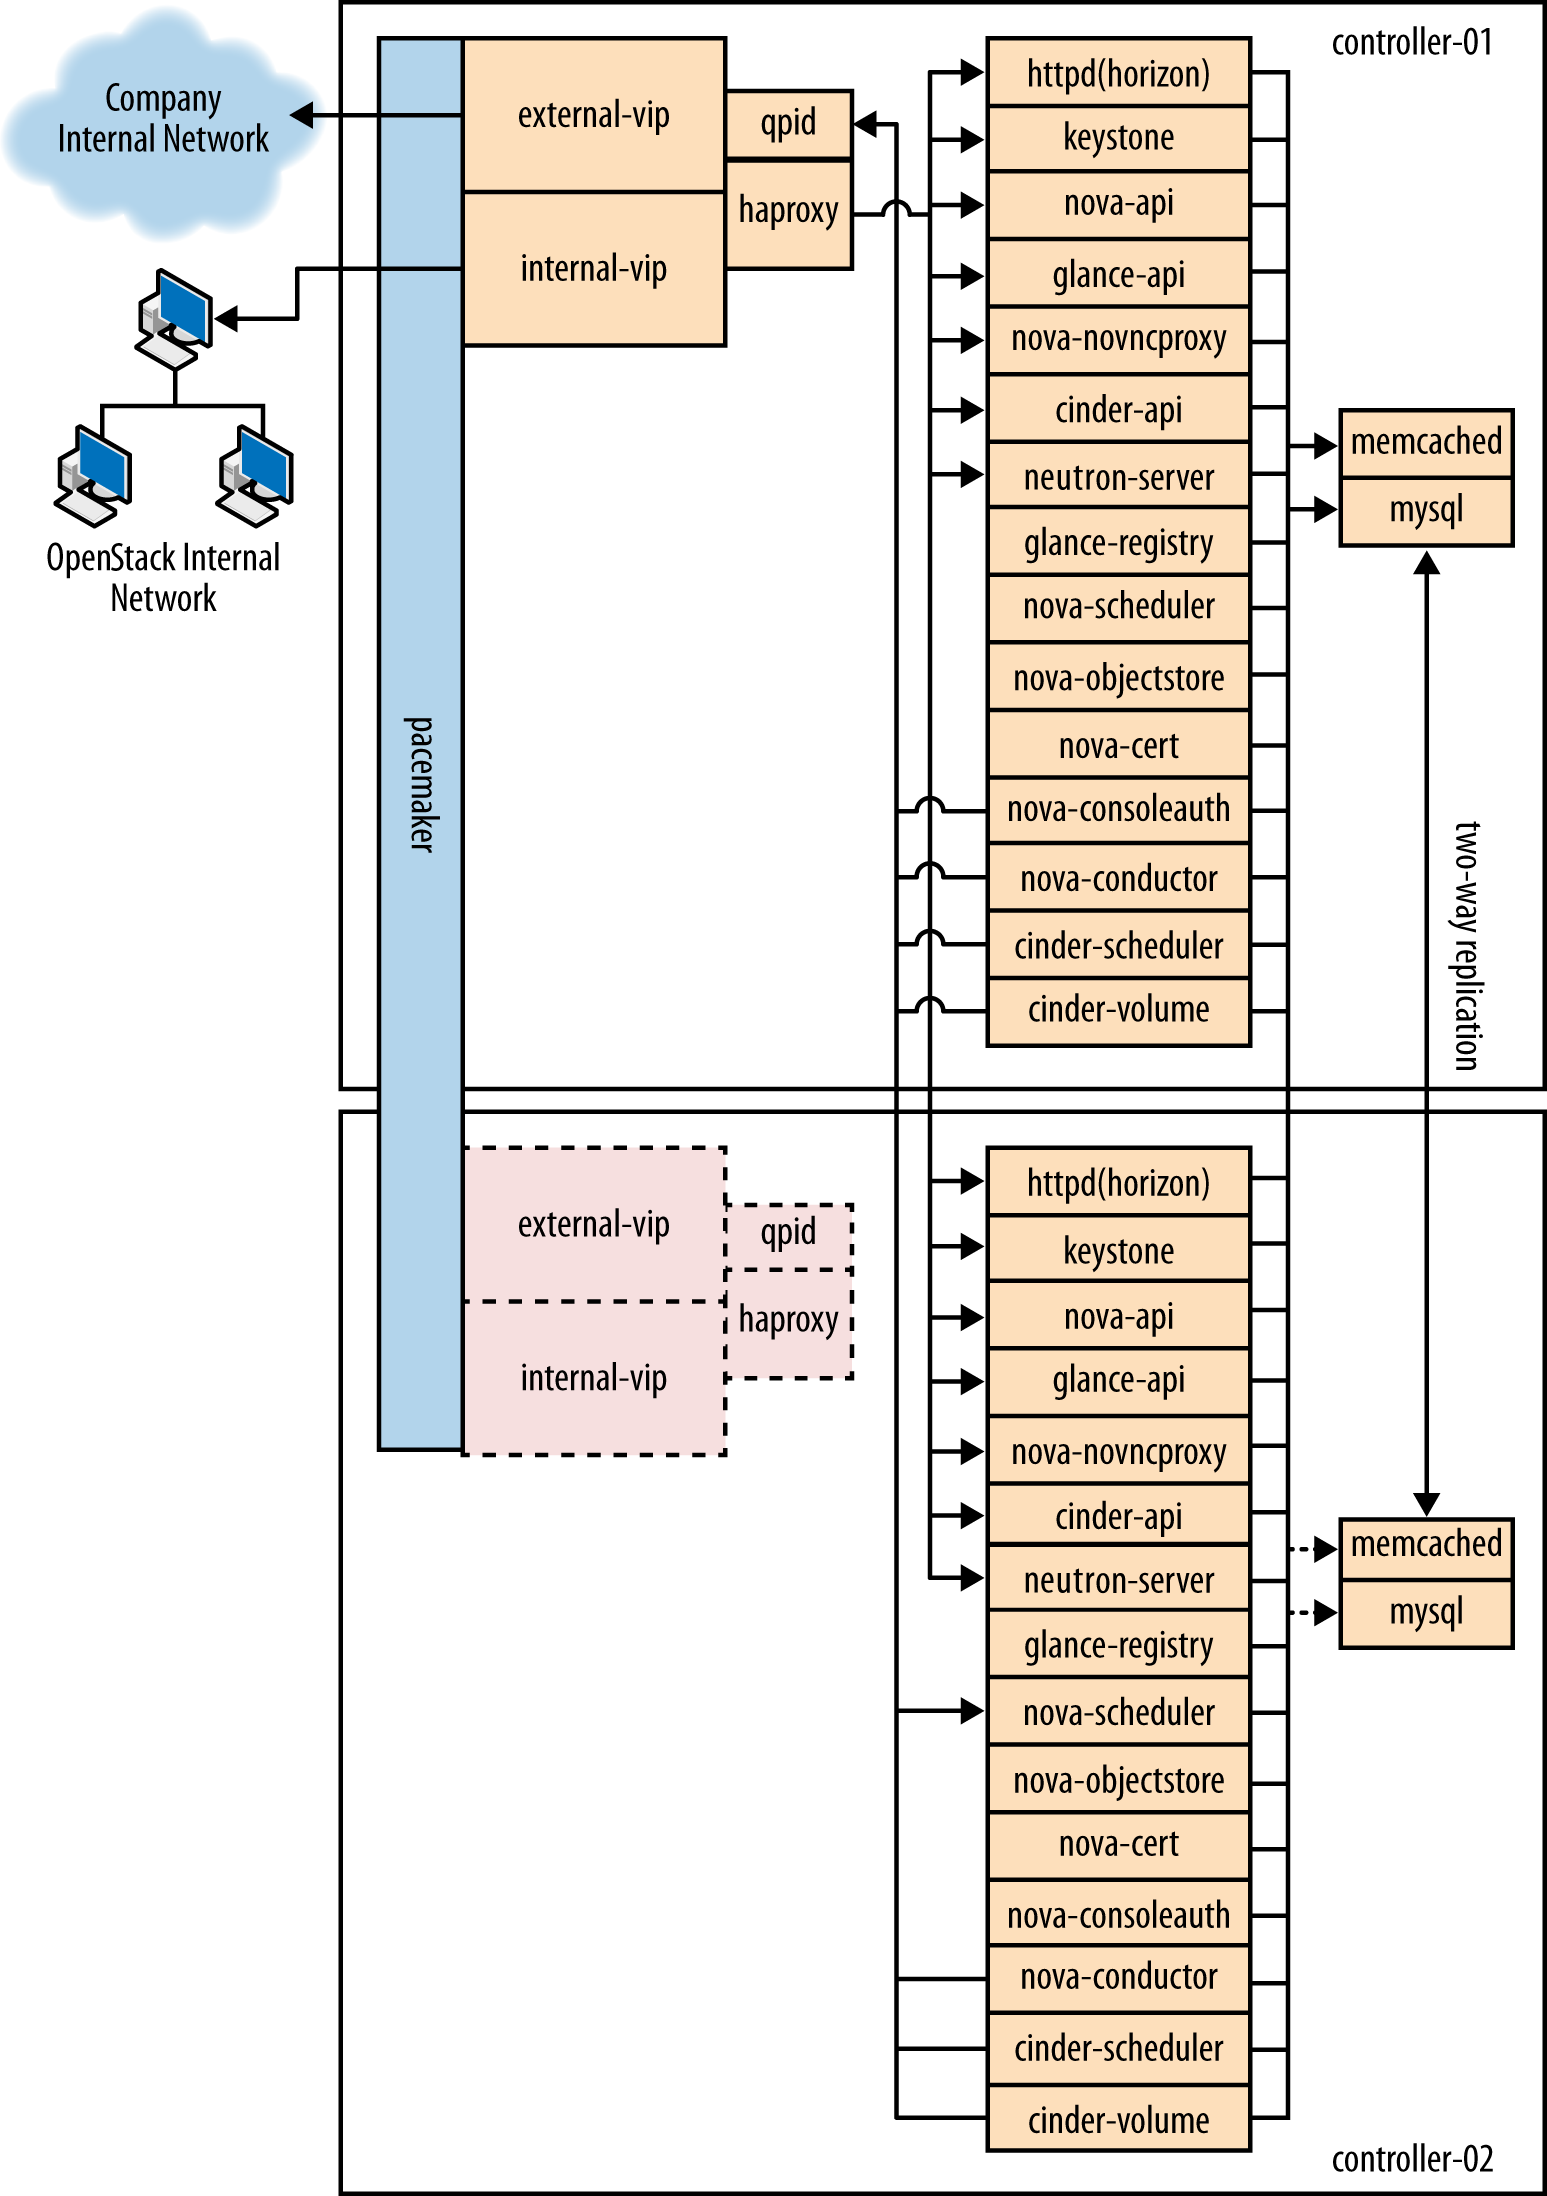 controller-01
Company
Internal Network
external-vip
internal-vip
qpid
haproxy
OpenStack Internal
Network
pacemaker
httpd(horizon)
keystone
nova-api
glance-api
nova-novncproxy
cinder-api
neutron-server
glance-registry
nova-scheduler
nova-objectstore
nova-cert
nova-consoleauth
nova-conductor
cinder-scheduler
cinder-volume
memcached
mysql
two-way replication
external-vip
internal-vip
qpid
haproxy
httpd(horizon)
keystone
nova-api
glance-api
nova-novncproxy
cinder-api
neutron-server
glance-registry
nova-scheduler
nova-objectstore
nova-cert
nova-consoleauth
nova-conductor
cinder-scheduler
cinder-volume
memcached
mysql
controller-02